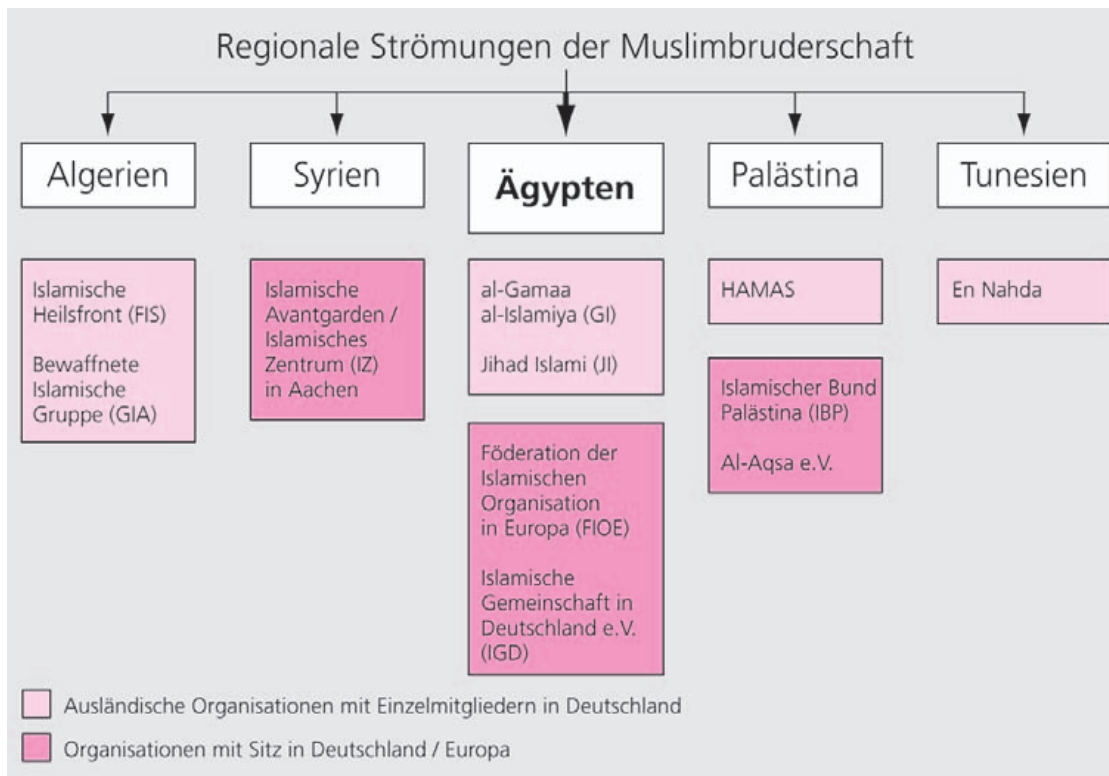 Regionale Strömungen der Muslimbruderschaft
Algerien
Islamische
Heilsfront (FIS)
Bewaffnete
Islamische
Gruppe (GIA)
Syrien
Islamische
Avantgarden /
Islamisches
Zentrum (IZ)
in Aachen
Ägypten
al-Gamaa
al-Islamiya (GI)
Jihad Islami (JI)
Föderation der
Islamischen
Organisation
in Europa (FIOE)
Islamische
Gemeinschaft in
Deutschland e.V.
(IGD)
Palästina
HAMAS
Islamischer Bund
Palästina (IBP)
Al-Aqsa e.V.
Tunesien
En Nahda
Ausländische Organisationen mit Einzelmitgliedern in Deutschland
Organisationen mit Sitz in Deutschland / Europa